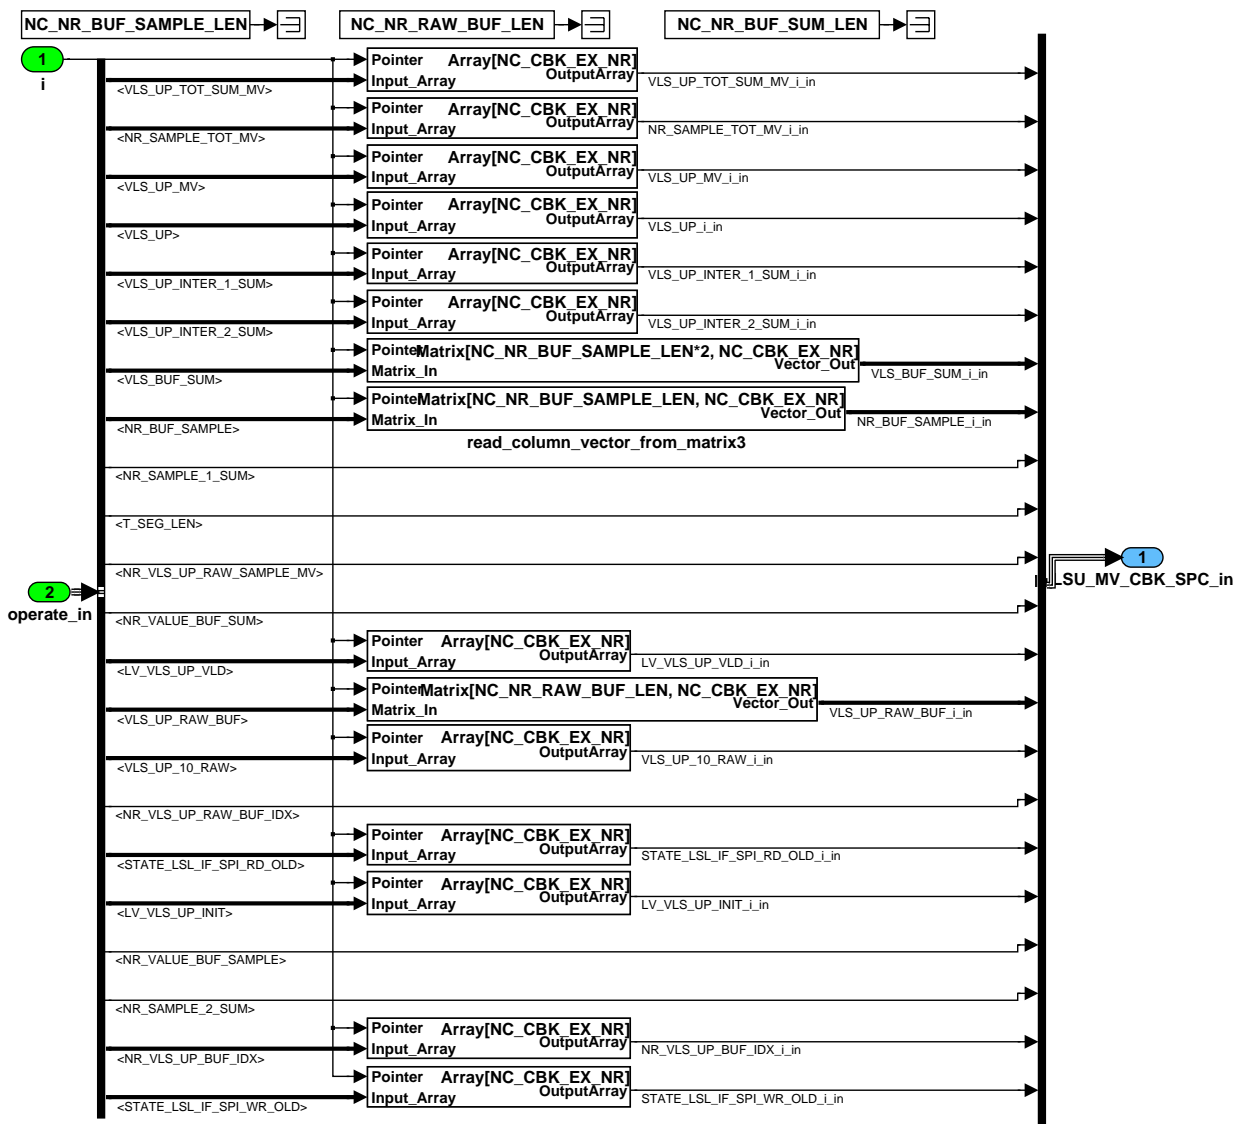 NC_NR_BUF_SAMPLE_LEN NC_NR_RAW_BUF_LEN NC_NR_BUF_SUM_LEN
1
i
Pointer Array[NC_CBK_EX_NR]
Input_Array OutputArray
<VLS_UP_TOT_SUM_MV> VLS_UP_TOT_SUM_MV_i_in
Pointer Array[NC_CBK_EX_NR]
Input_Array OutputArray
<NR_SAMPLE_TOT_MV> NR_SAMPLE_TOT_MV_i_in
Pointer Array[NC_CBK_EX_NR]
Input_Array OutputArray
<VLS_UP_MV> VLS_UP_MV_i_in
Pointer Array[NC_CBK_EX_NR]
Input_Array OutputArray
<VLS_UP> VLS_UP_i_in
Pointer Array[NC_CBK_EX_NR]
Input_Array OutputArray
<VLS_UP_INTER_1_SUM> VLS_UP_INTER_1_SUM_i_in
Pointer Array[NC_CBK_EX_NR]
Input_Array OutputArray
<VLS_UP_INTER_2_SUM> VLS_UP_INTER_2_SUM_i_in
Pointer Matrix[NC_NR_BUF_SAMPLE_LEN*2, NC_CBK_EX_NR]
Matrix_In Vector_Out
<VLS_BUF_SUM> VLS_BUF_SUM_i_in
Pointer Matrix[NC_NR_BUF_SAMPLE_LEN, NC_CBK_EX_NR]
Matrix_In Vector_Out
<NR_BUF_SAMPLE> NR_BUF_SAMPLE_i_in
read_column_vector_from_matrix3
<NR_SAMPLE_1_SUM>
<T_SEG_LEN>
<NR_VLS_UP_RAW_SAMPLE_MV>
1
LSU_MV_CBK_SPC_in
2
operate_in
<NR_VALUE_BUF_SUM>
Pointer Array[NC_CBK_EX_NR]
Input_Array OutputArray
<LV_VLS_UP_VLD> LV_VLS_UP_VLD_i_in
Pointer Matrix[NC_NR_RAW_BUF_LEN, NC_CBK_EX_NR]
Matrix_In Vector_Out
<VLS_UP_RAW_BUF> VLS_UP_RAW_BUF_i_in
Pointer Array[NC_CBK_EX_NR]
Input_Array OutputArray
<VLS_UP_10_RAW> VLS_UP_10_RAW_i_in
<NR_VLS_UP_RAW_BUF_IDX>
Pointer Array[NC_CBK_EX_NR]
Input_Array OutputArray
<STATE_LSL_IF_SPI_RD_OLD> STATE_LSL_IF_SPI_RD_OLD_i_in
Pointer Array[NC_CBK_EX_NR]
Input_Array OutputArray
<LV_VLS_UP_INIT> LV_VLS_UP_INIT_i_in
<NR_VALUE_BUF_SAMPLE>
<NR_SAMPLE_2_SUM>
Pointer Array[NC_CBK_EX_NR]
Input_Array OutputArray
<NR_VLS_UP_BUF_IDX> NR_VLS_UP_BUF_IDX_i_in
Pointer Array[NC_CBK_EX_NR]
Input_Array OutputArray
<STATE_LSL_IF_SPI_WR_OLD> STATE_LSL_IF_SPI_WR_OLD_i_in